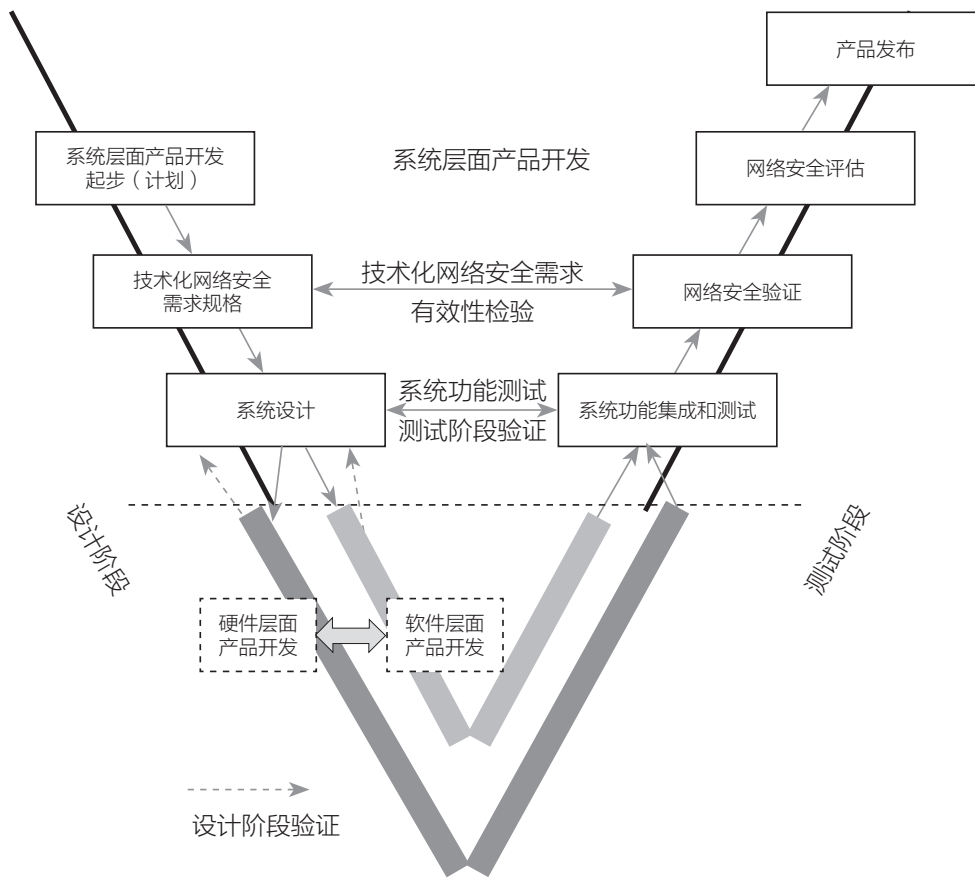 产品发布
系统层面产品开发
起步（计划）
系统层面产品开发
网络安全评估
技术化网络安全
需求规格
技术化网络安全需求
有效性检验
网络安全验证
系统设计
系统功能测试
测试阶段验证
系统功能集成和测试
设计阶段
测试阶段
硬件层面
产品开发
软件层面
产品开发
设计阶段验证